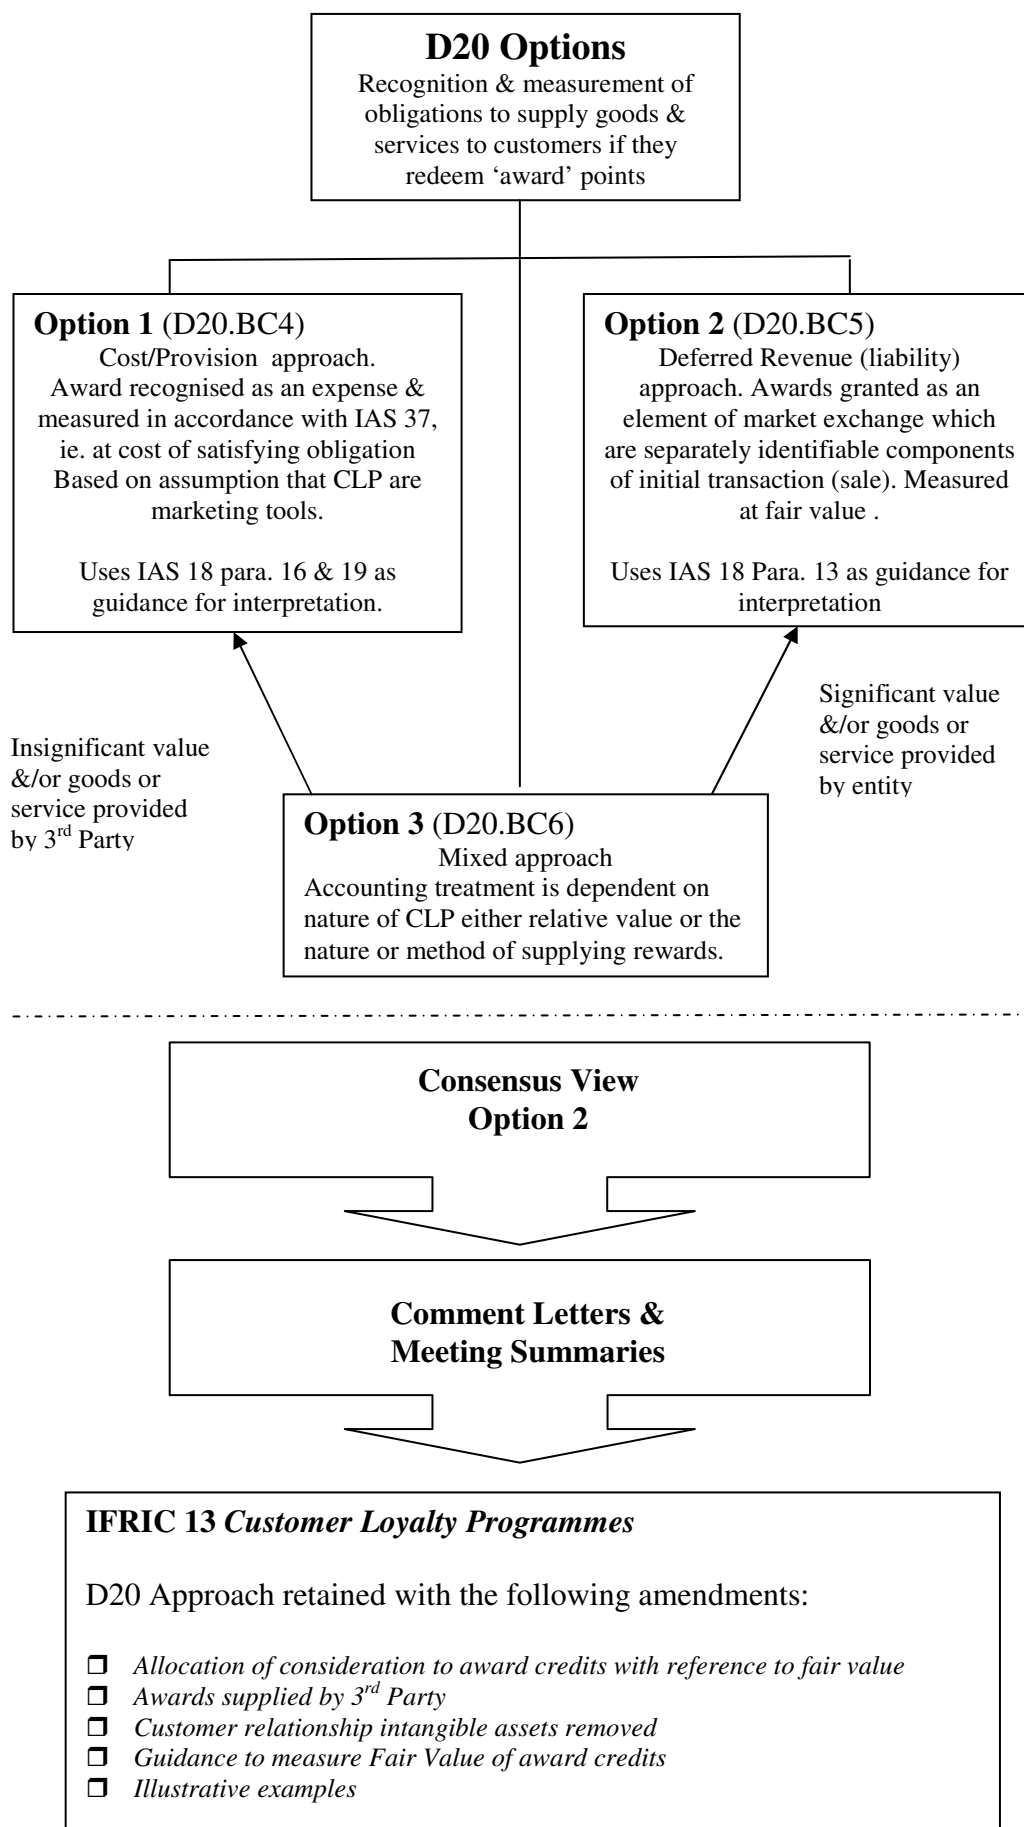 D20 Options
Recognition & measurement of
obligations to supply goods &
services to customers if they
redeem ‘award’ points
Option 1 (D20.BC4)
Cost/Provision approach.
Award recognised as an expense &
measured in accordance with IAS 37,
ie. at cost of satisfying obligation
Based on assumption that CLP are
marketing tools.
Uses IAS 18 para. 16 & 19 as
guidance for interpretation.
Option 2 (D20.BC5)
Deferred Revenue (liability)
approach. Awards granted as an
element of market exchange which
are separately identifiable components
of initial transaction (sale). Measured
at fair value .
Uses IAS 18 Para. 13 as guidance for
interpretation
Insignificant value
&/or goods or
service provided
by 3rd Party
Significant value
&/or goods or
service provided
by entity
Option 3 (D20.BC6)
Mixed approach
Accounting treatment is dependent on
nature of CLP either relative value or the
nature or method of supplying rewards.
Consensus View
Option 2
Comment Letters &
Meeting Summaries
IFRIC 13 Customer Loyalty Programmes
D20 Approach retained with the following amendments:
❒ Allocation of consideration to award credits with reference to fair value
❒ Awards supplied by 3rd Party
❒ Customer relationship intangible assets removed
❒ Guidance to measure Fair Value of award credits
❒ Illustrative examples